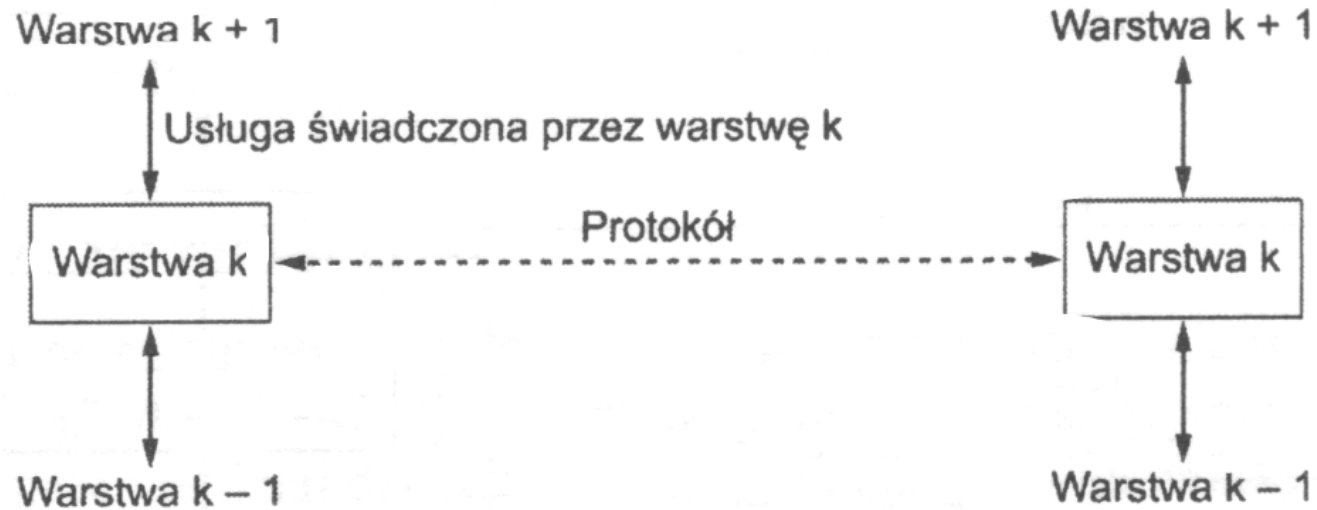 Warstwa k + 1
Warstwa k + 1
Usługa świadczona przez warstwę k
Protokół
Warstwa k
Warstwa k
Warstwa k – 1
Warstwa k – 1